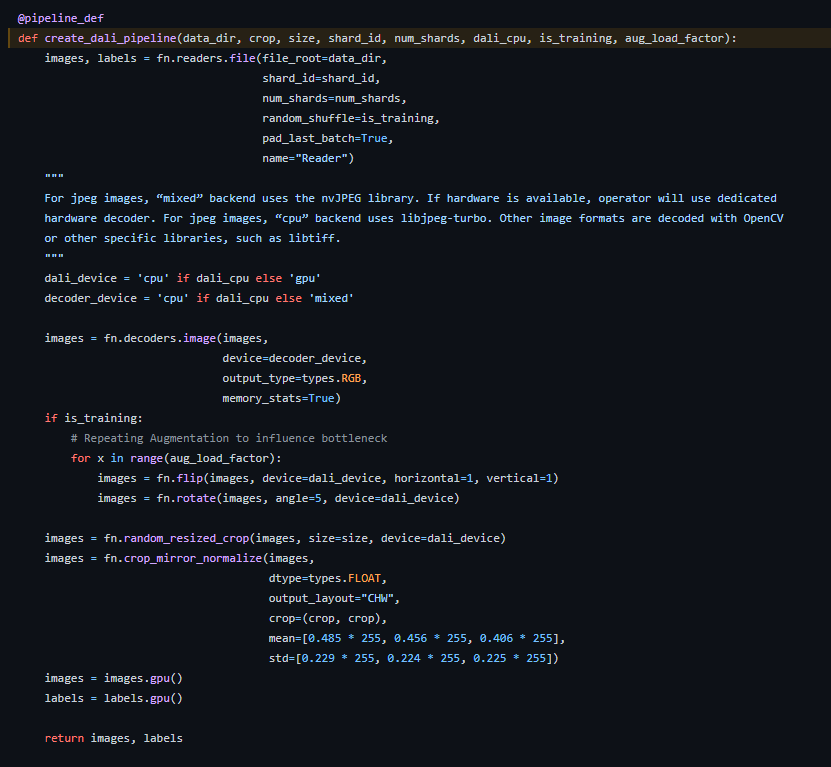 @pipeline_def
def create_dali_pipeline(data_dir, crop, size, shard_id, num_shards, dali_cpu, is_training, aug_load_factor):
    images, labels = fn.readers.file(file_root=data_dir,
                                     shard_id=shard_id,
                                     num_shards=num_shards,
                                     random_shuffle=is_training,
                                     pad_last_batch=True,
                                     name="Reader")
    """
    For jpeg images, “mixed” backend uses the nvJPEG library. If hardware is available, operator will use dedicated
    hardware decoder. For jpeg images, “cpu” backend uses libjpeg-turbo. Other image formats are decoded with OpenCV
    or other specific libraries, such as libtiff.
    """
    dali_device = 'cpu' if dali_cpu else 'gpu'
    decoder_device = 'cpu' if dali_cpu else 'mixed'

    images = fn.decoders.image(images,
                               device=decoder_device,
                               output_type=types.RGB,
                               memory_stats=True)
    if is_training:
        # Repeating Augmentation to influence bottleneck
        for x in range(aug_load_factor):
            images = fn.flip(images, device=dali_device, horizontal=1, vertical=1)
            images = fn.rotate(images, angle=5, device=dali_device)

    images = fn.random_resized_crop(images, size=size, device=dali_device)
    images = fn.crop_mirror_normalize(images,
                                      dtype=types.FLOAT,
                                      output_layout="CHW",
                                      crop=(crop, crop),
                                      mean=[0.485 * 255, 0.456 * 255, 0.406 * 255],
                                      std=[0.229 * 255, 0.224 * 255, 0.225 * 255])
    images = images.gpu()
    labels = labels.gpu()

    return images, labels